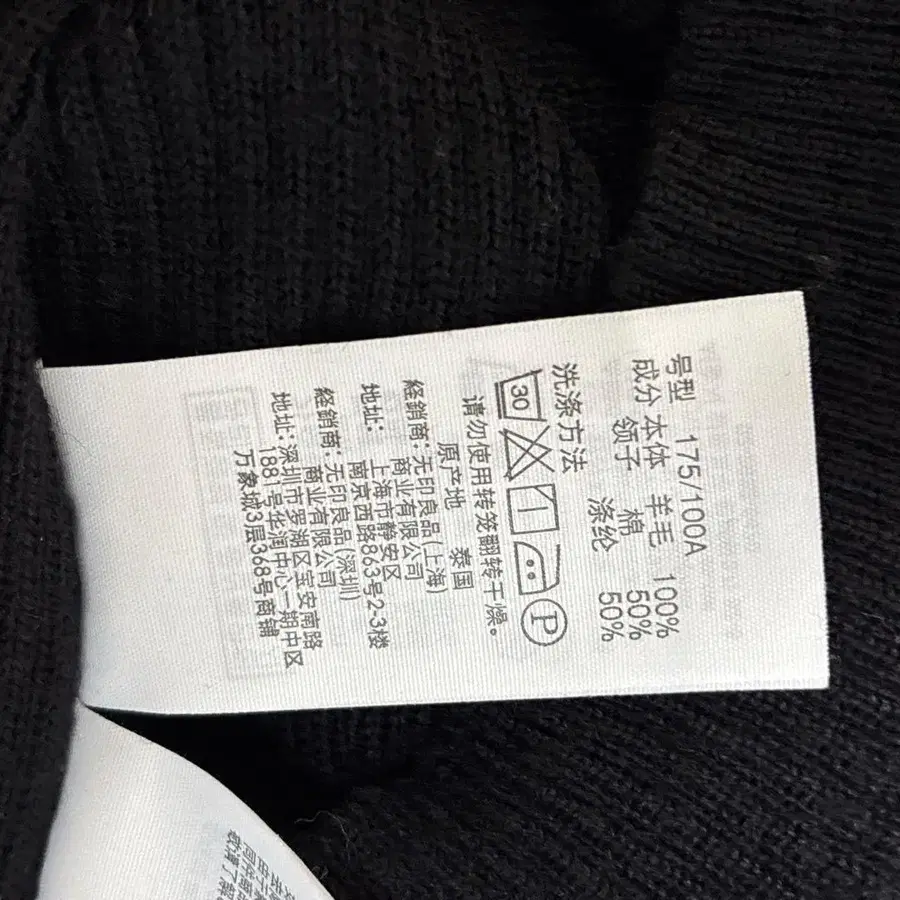 号型 175/100A
成分 本体 羊毛 100%
领子 棉 50%
涤纶 50%
洗涤方法
30 P
请勿使用转笼翻转干燥。
原产地 泰国
经銷商:无印良品(上海)
商业有限公司
地址: 上海市静安区
南京西路863号2-3楼
经銷商:无印良品(深圳)
商业有限公司
地址:深圳市罗湖区宝安南路
1881号华润中心一期中区
万象城3层368号商铺